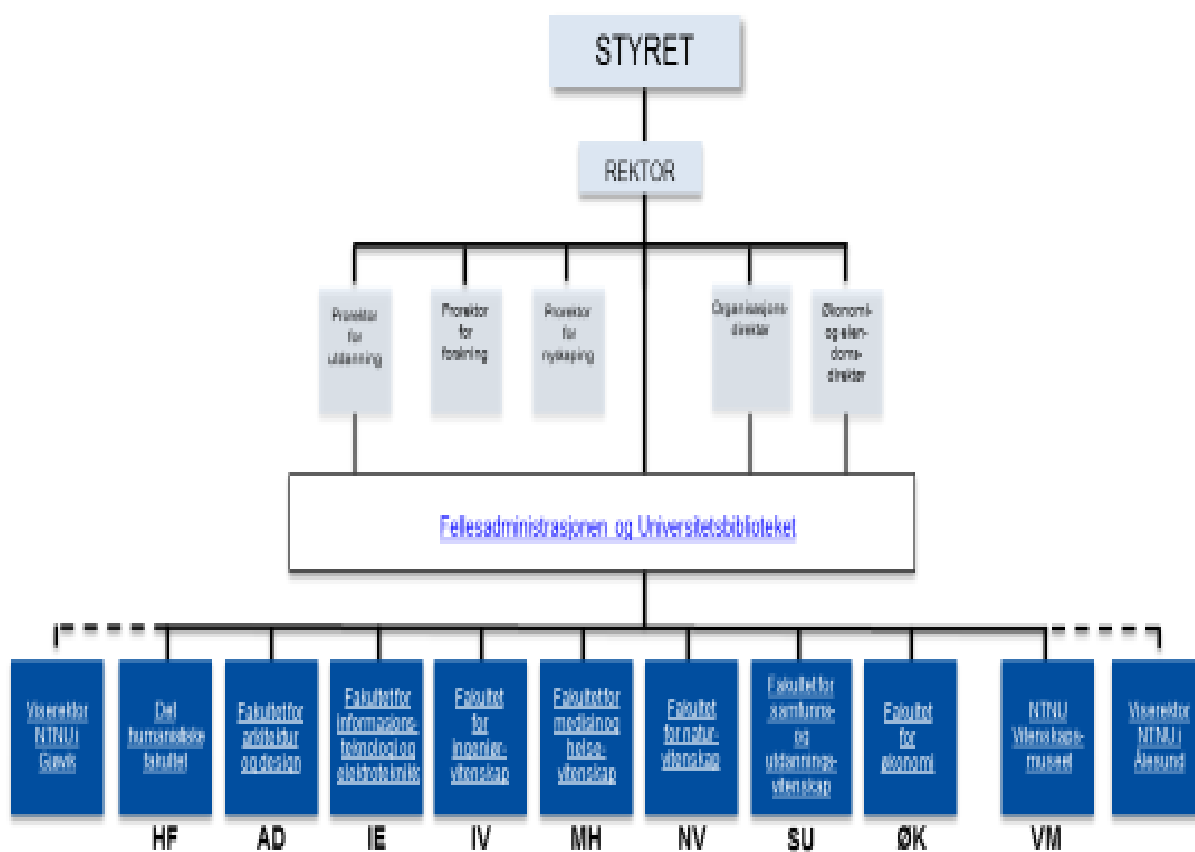 STYRET
REKTOR
Prorektor
for
utdanning
Prorektor
for
forskning
Prorektor
for
nyskaping
Organisasjons-
direktør
Økonomi-
og eien-
doms-
direktør
Fellesadministrasjonen og Universitetsbiblioteket
Viserektor
NTNU i
Gjøvik
Det
humanistiske
fakultet
Fakultet for
arkitektur
og design
Fakultet for
informasjons-
teknologi og
elektroteknikk
Fakultet
for
ingeniør-
vitenskap
Fakultet for
medisin og
helse-
vitenskap
Fakultet
for natur-
vitenskap
Fakultet for
samfunns-
og
utdannings-
vitenskap
Fakultet
for
økonomi
NTNU
Vitenskaps-
museet
Viserektor
NTNU i
Ålesund
HF
AD
IE
IV
MH
NV
SU
ØK
VM